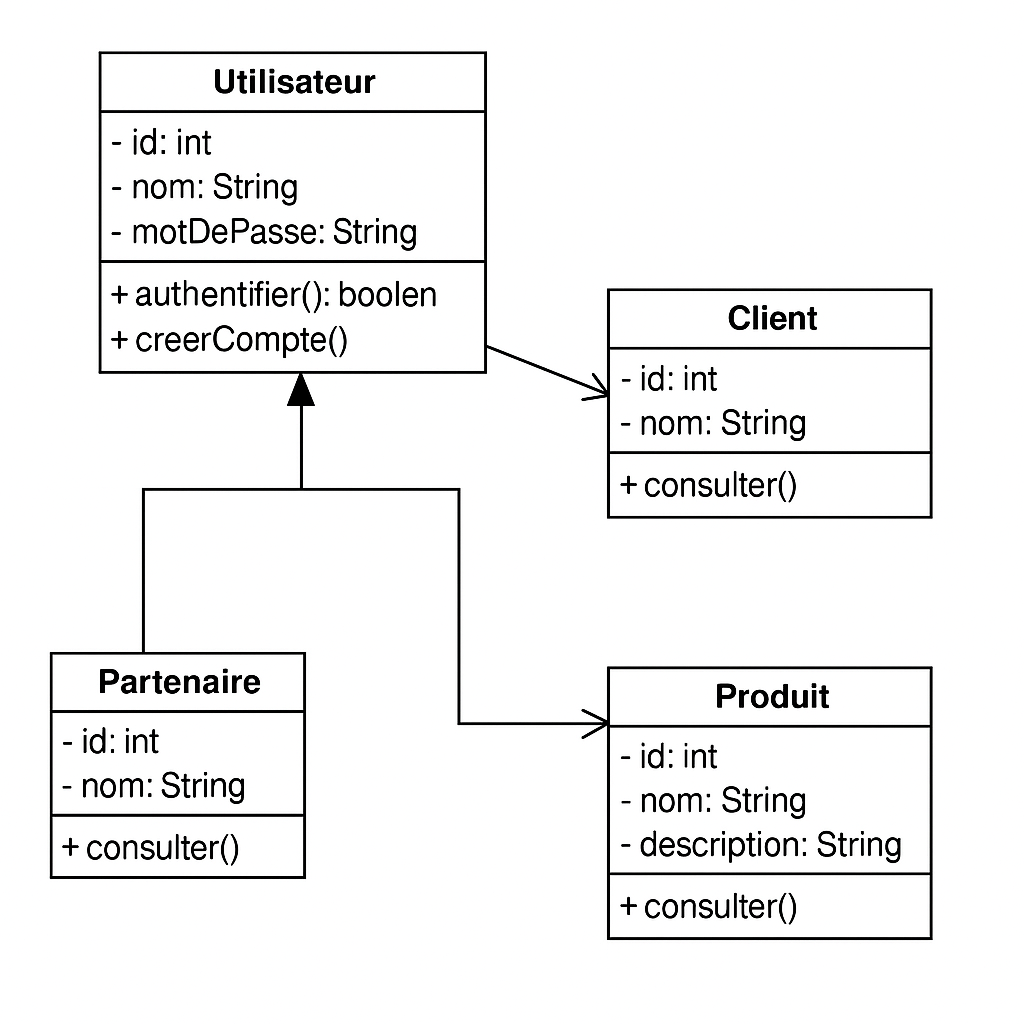 Utilisateur
- id: int
- nom: String
- motDePasse: String
+ authentifier(): boolen
+ creerCompte()
Client
- id: int
- nom: String
+ consulter()
Partenaire
- id: int
- nom: String
+ consulter()
Produit
- id: int
- nom: String
- description: String
+ consulter()